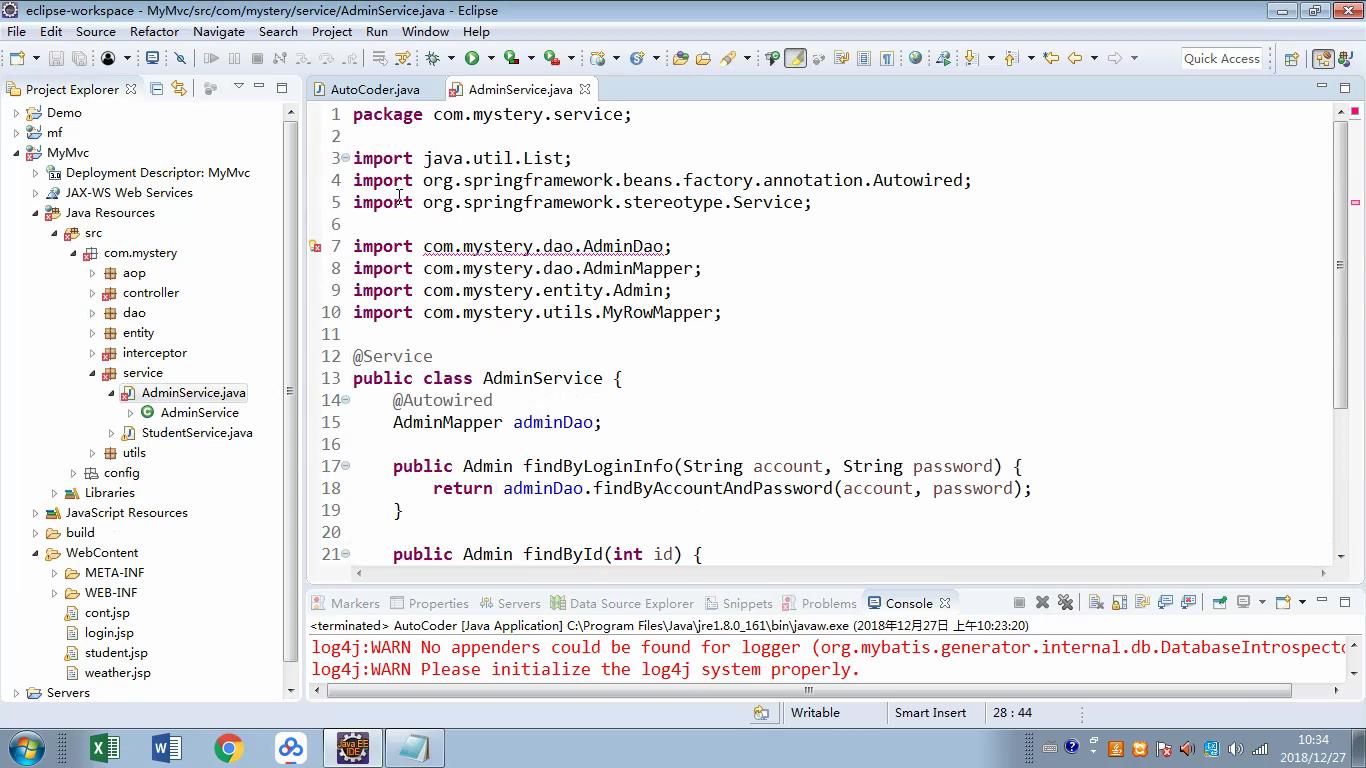 eclipse-workspace - MyMvc/src/com/mystery/service/AdminService.java - Eclipse
File Edit Source Refactor Navigate Search Project Run Window Help
Quick Access
Project Explorer
Demo
mf
MyMvc
Deployment Descriptor: MyMvc
JAX-WS Web Services
Java Resources
src
com.mystery
aop
controller
dao
entity
interceptor
service
AdminService.java
AdminService
StudentService.java
utils
config
Libraries
JavaScript Resources
build
WebContent
META-INF
WEB-INF
cont.jsp
login.jsp
student.jsp
weather.jsp
Servers
AutoCoder.java AdminService.java
1 package com.mystery.service;
2
3 import java.util.List;
4 import org.springframework.beans.factory.annotation.Autowired;
5 import org.springframework.stereotype.Service;
6
7 import com.mystery.dao.AdminDao;
8 import com.mystery.dao.AdminMapper;
9 import com.mystery.entity.Admin;
10 import com.mystery.utils.MyRowMapper;
11
12 @Service
13 public class AdminService {
14 @Autowired
15 AdminMapper adminDao;
16
17 public Admin findByLoginInfo(String account, String password) {
18 return adminDao.findByAccountAndPassword(account, password);
19 }
20
21 public Admin findById(int id) {
Markers Properties Servers Data Source Explorer Snippets Problems Console
<terminated> AutoCoder [Java Application] C:\Program Files\Java\jre1.8.0_161\bin\javaw.exe (2018年12月27日 上午10:23:20)
log4j:WARN No appenders could be found for logger (org.mybatis.generator.internal.db.DatabaseIntrospecto
log4j:WARN Please initialize the log4j system properly.
Writable Smart Insert 28 : 44
Java EE IDE
10:34
2018/12/27